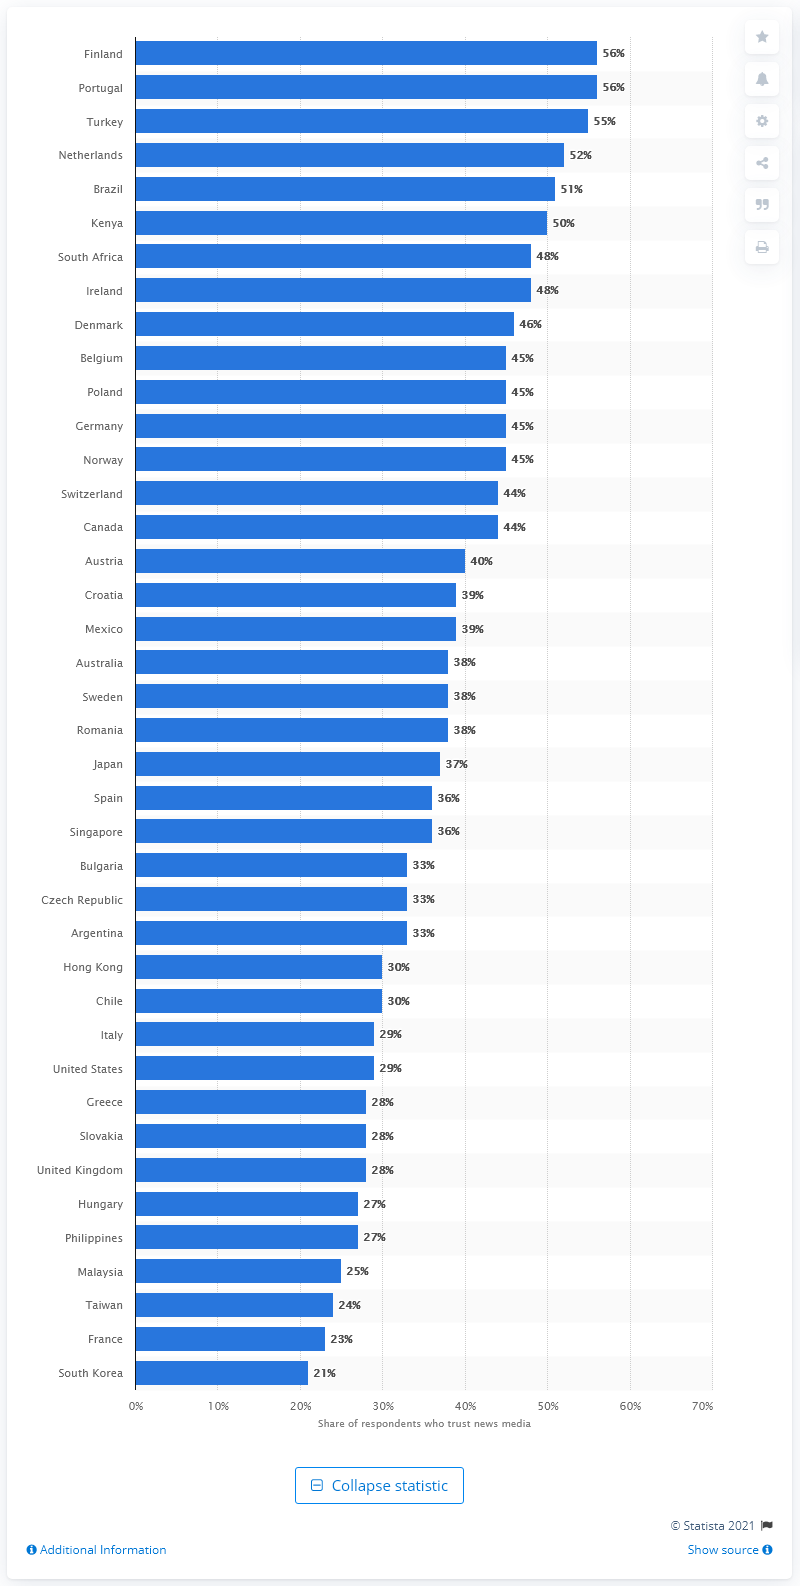 Finland 56%
Portugal 56%
Turkey 55%
Netherlands 52%
Brazil 51%
Kenya 50%
South Africa 48%
Ireland 48%
Denmark 46%
Belgium 45%
Poland 45%
Germany 45%
Norway 45%
Switzerland 44%
Canada 44%
Austria 40%
Croatia 39%
Mexico 39%
Australia 38%
Sweden 38%
Romania 38%
Japan 37%
Spain 36%
Singapore 36%
Bulgaria 33%
Czech Republic 33%
Argentina 33%
Hong Kong 30%
Chile 30%
Italy 29%
United States 29%
Greece 28%
Slovakia 28%
United Kingdom 28%
Hungary 27%
Philippines 27%
Malaysia 25%
Taiwan 24%
France 23%
South Korea 21%
0% 10% 20% 30% 40% 50% 60% 70%
Share of respondents who trust news media
Collapse statistic
© Statista 2021
Additional Information Show source